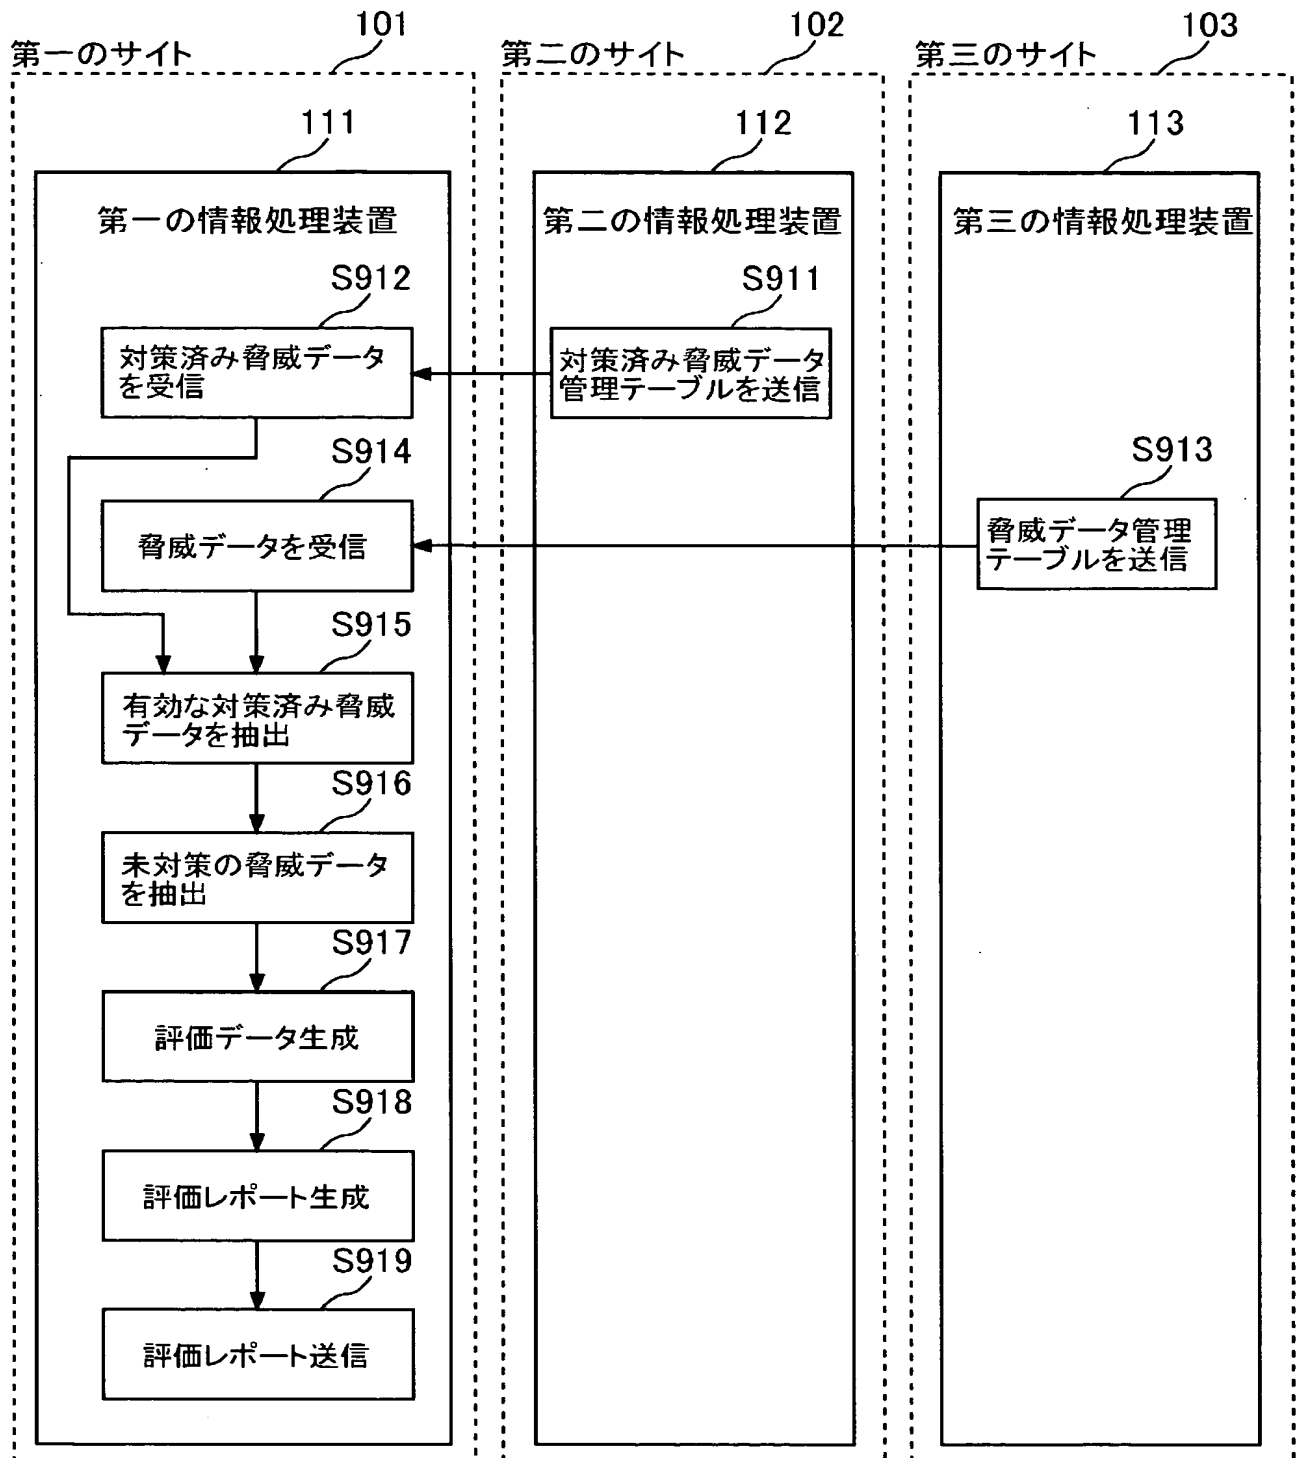 101
第一のサイト
102
第二のサイト
103
第三のサイト
111
第一の情報処理装置
112
第二の情報処理装置
113
第三の情報処理装置
S912
対策済み脅威データ
を受信
S911
対策済み脅威データ
管理テーブルを送信
S914
脅威データを受信
S913
脅威データ管理
テーブルを送信
S915
有効な対策済み脅威
データを抽出
S916
未対策の脅威データ
を抽出
S917
評価データ生成
S918
評価レポート生成
S919
評価レポート送信